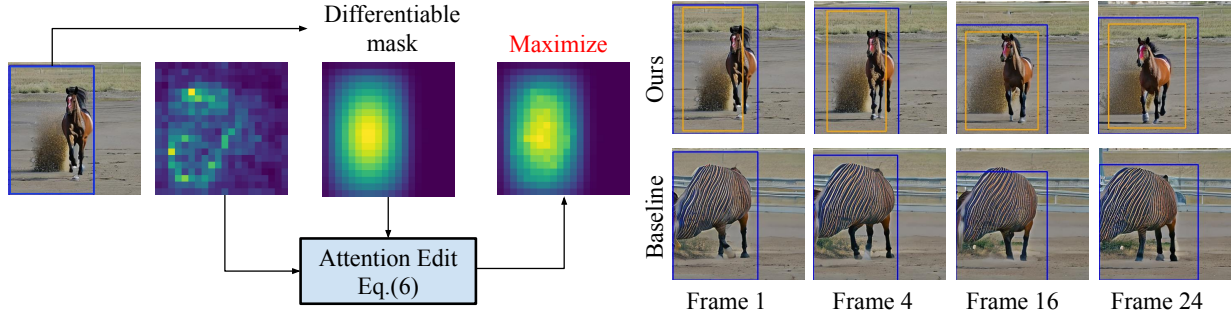 Differentiable
mask
Maximize
Attention Edit
Eq.(6)
Ours
Baseline
Frame 1
Frame 4
Frame 16
Frame 24